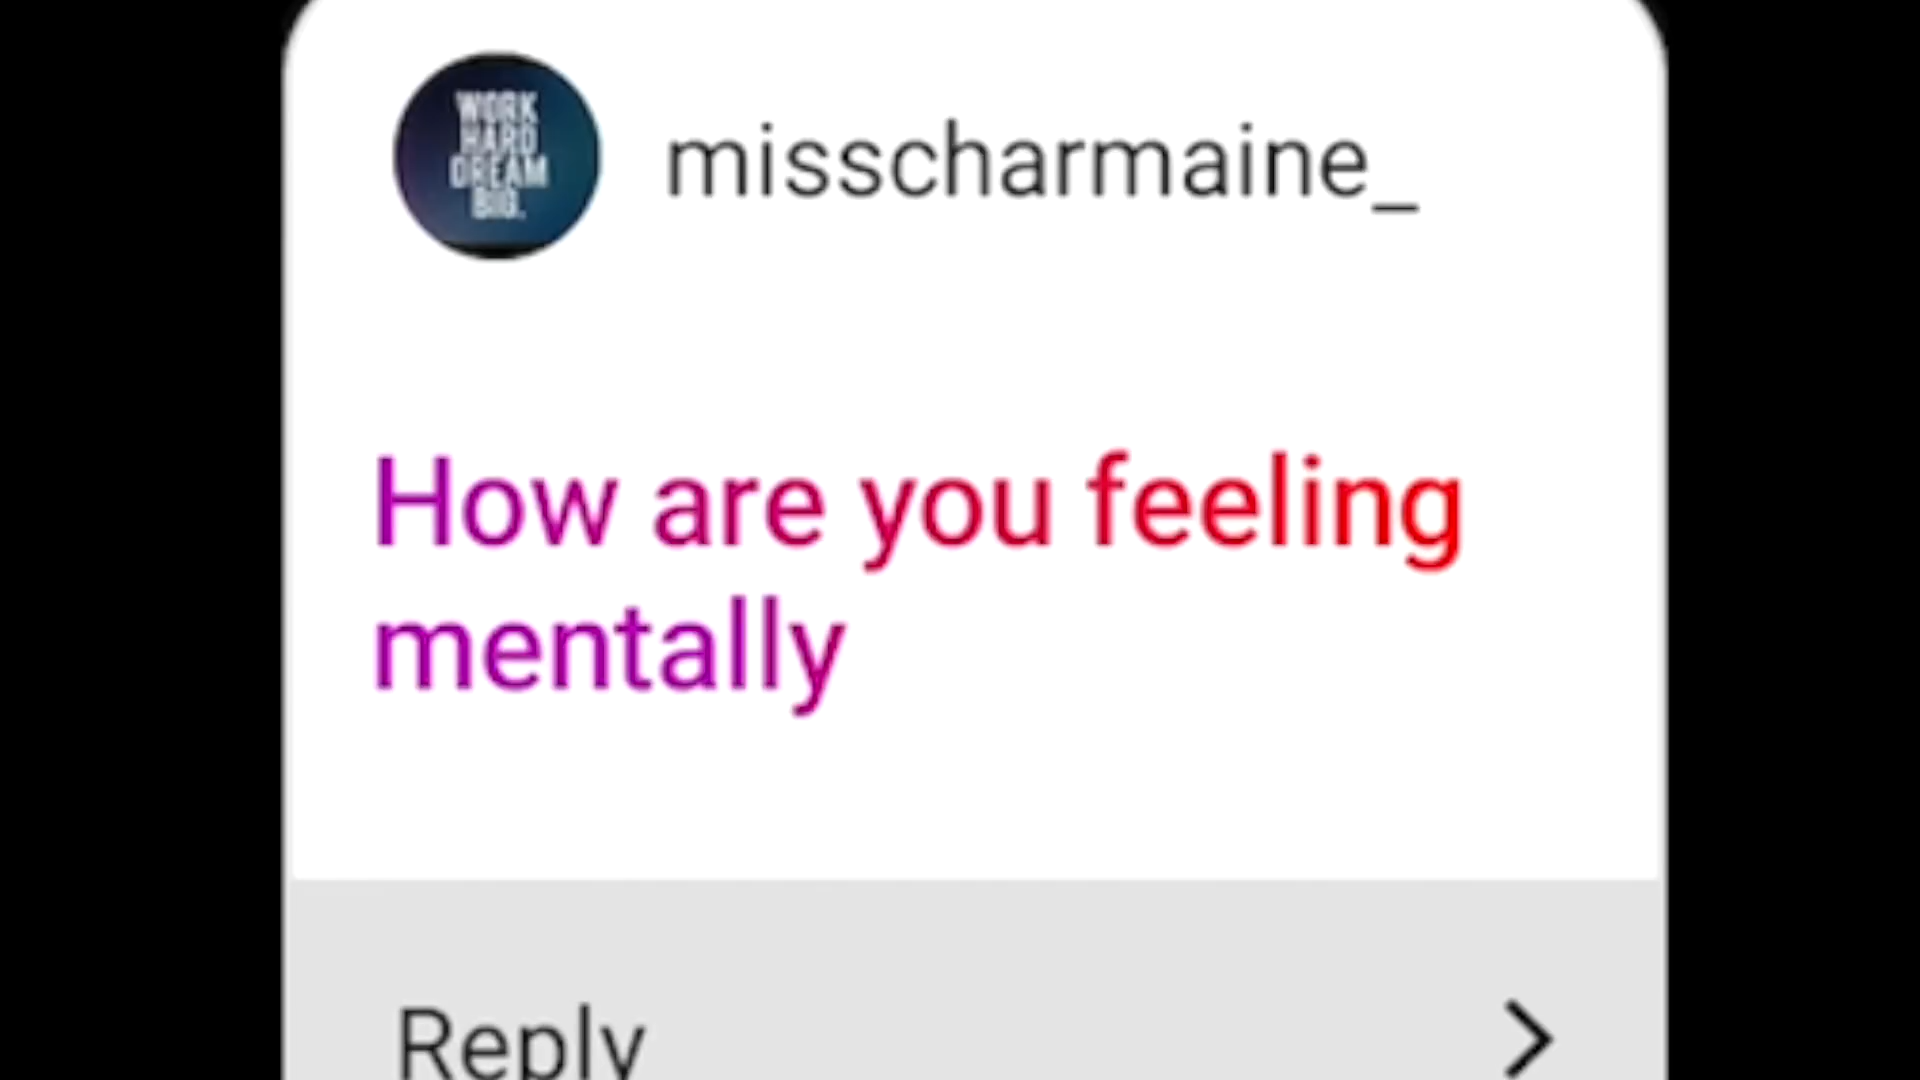 WORK
HARD
DREAM
BIG.
misscharmaine_
How are you feeling
mentally
Reply